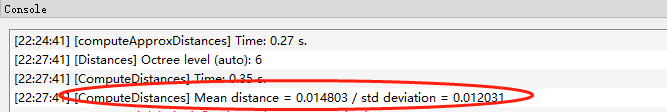 Console
[22:24:41] [computeApproxDistances] Time: 0.27 s.
[22:27:41] [Distances] Octree level (auto): 6
[22:27:41] [ComputeDistances] Time: 0.35 s.
[22:27:41] [ComputeDistances] Mean distance = 0.014803 / std deviation = 0.012031